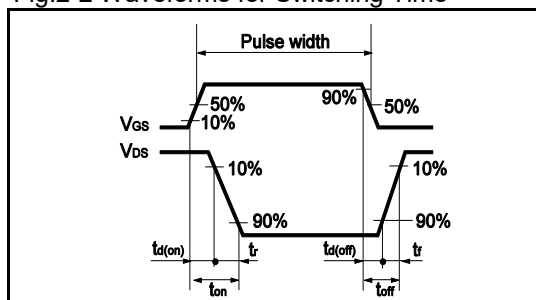 Fig.2-2 Waveforms for Switching Time
Pulse width
90%
50%
50%
VGS
10%
VDS
10%
10%
90%
90%
td(on)
tr
td(off)
tf
ton
toff